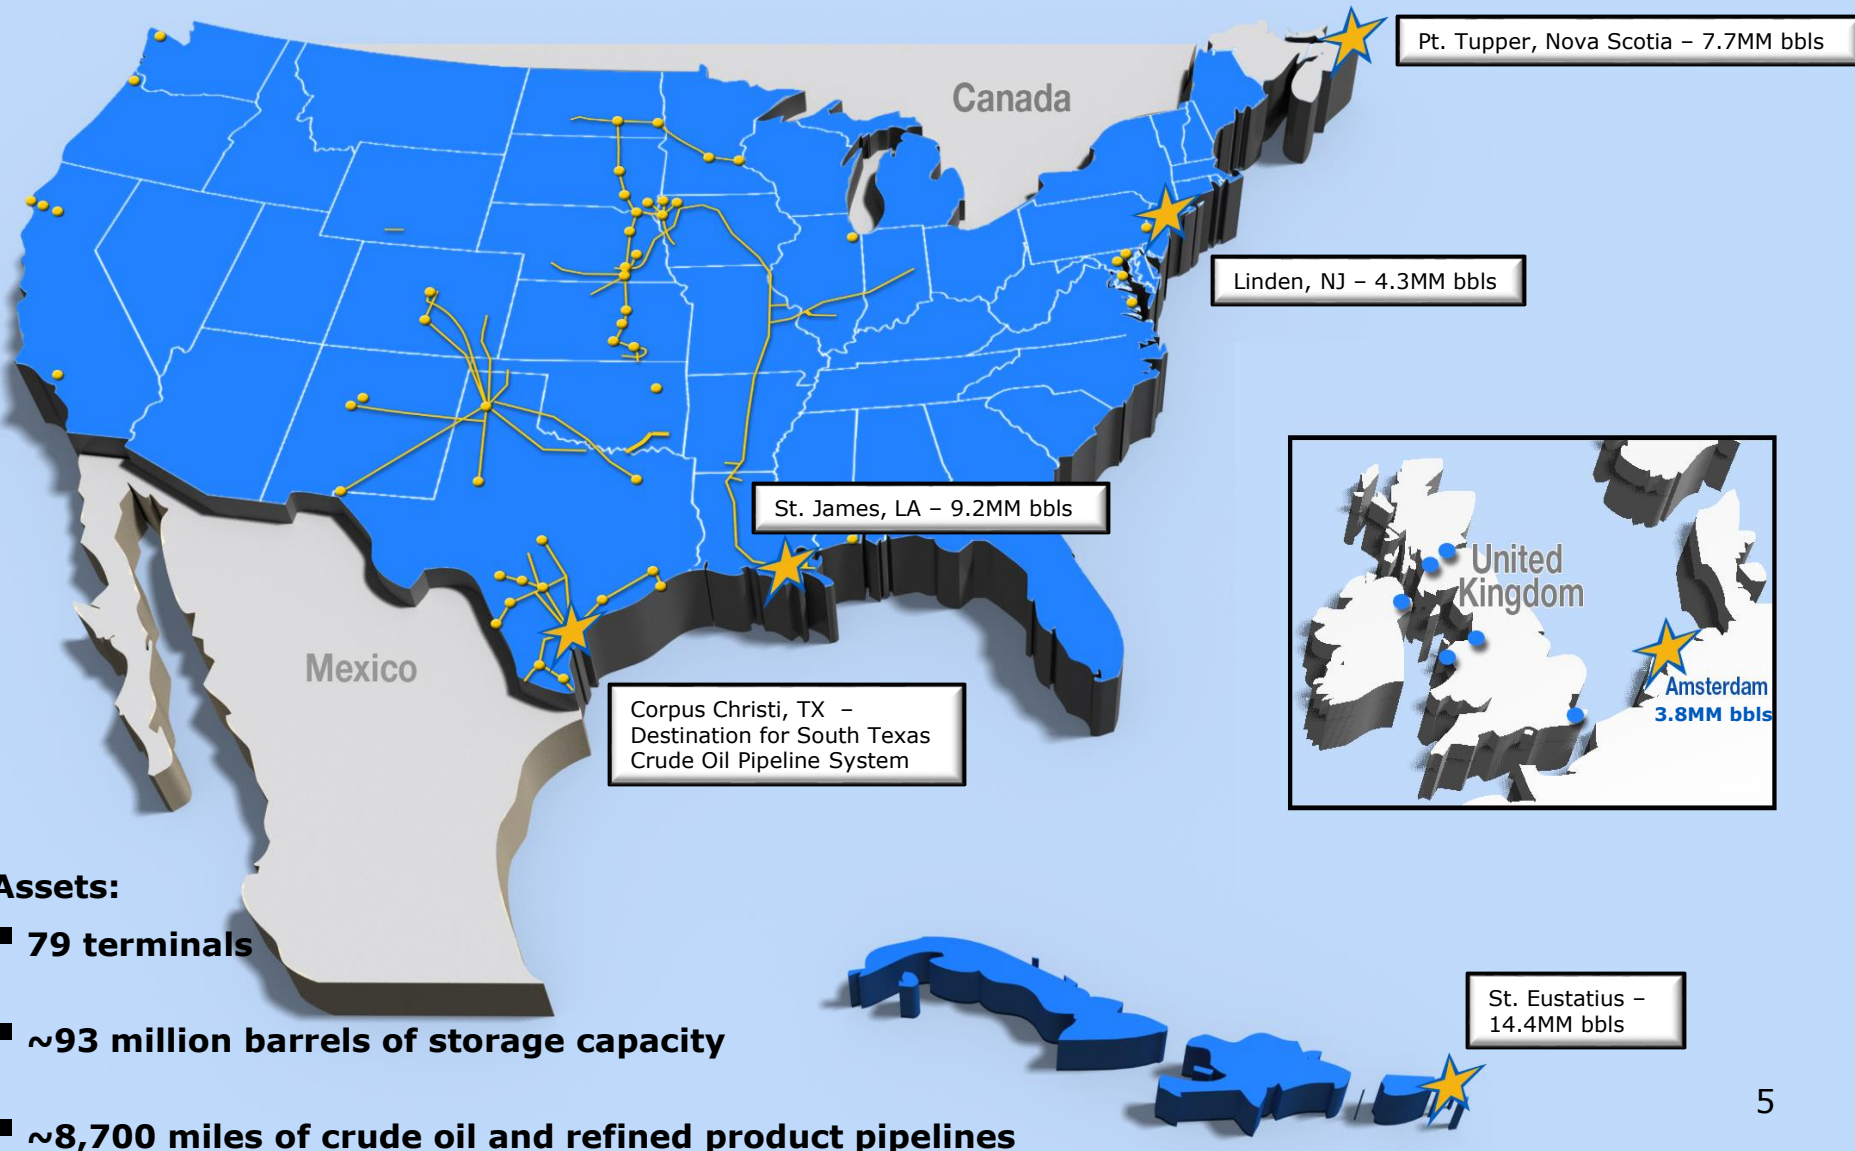 Pt. Tupper, Nova Scotia – 7.7MM bbls
Canada
Linden, NJ – 4.3MM bbls
St. James, LA – 9.2MM bbls
United
Kingdom
Mexico
Amsterdam
3.8MM bbls
Corpus Christi, TX –
Destination for South Texas
Crude Oil Pipeline System
Assets:
▪ 79 terminals
St. Eustatius –
14.4MM bbls
▪ ~93 million barrels of storage capacity
▪ ~8,700 miles of crude oil and refined product pipelines
5